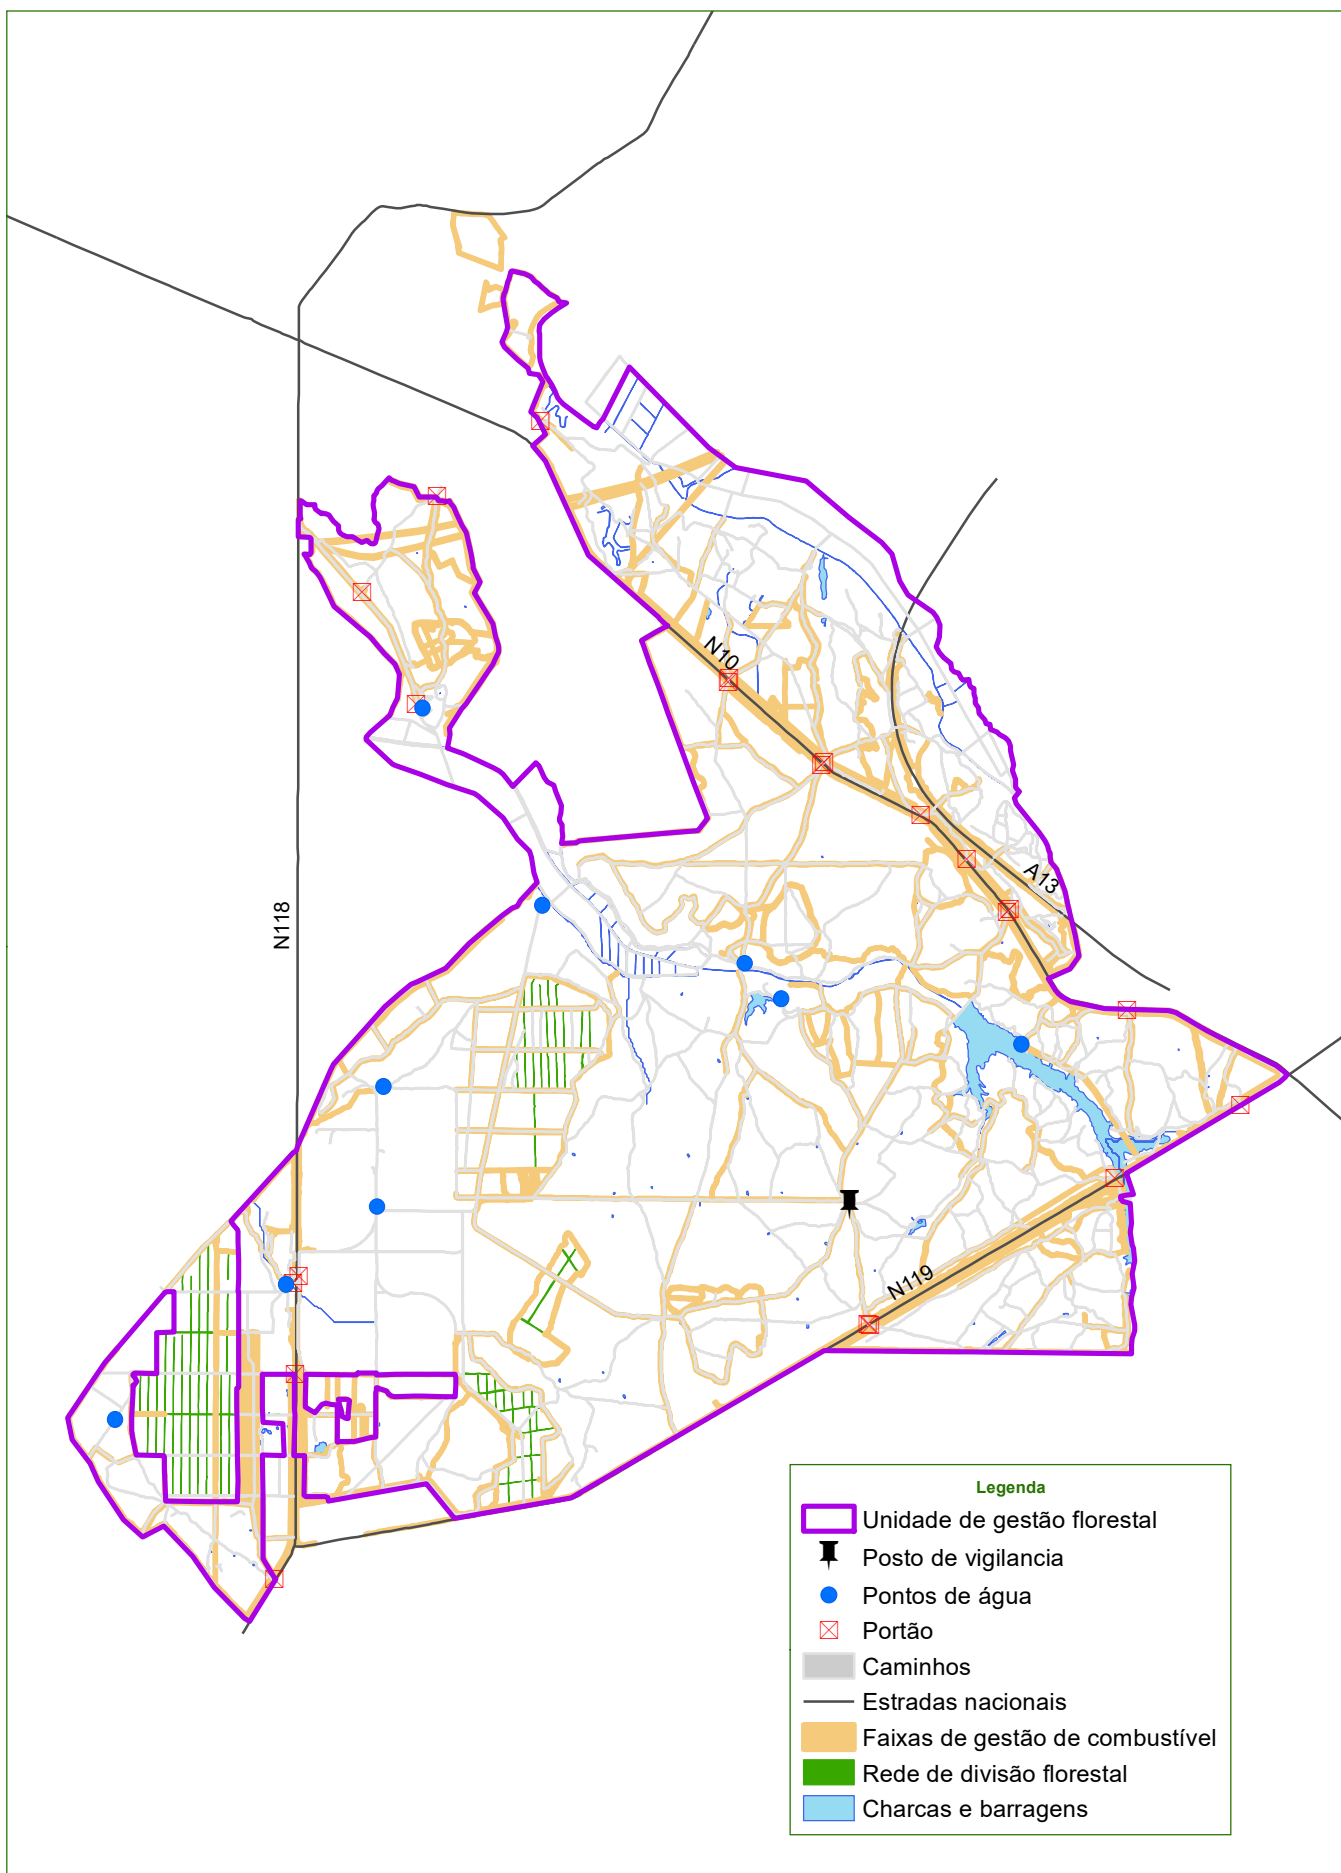 N10
A13
N118
N119
Legenda
Unidade de gestão florestal
Posto de vigilancia
Pontos de água
Portão
Caminhos
Estradas nacionais
Faixas de gestão de combustível
Rede de divisão florestal
Charcas e barragens